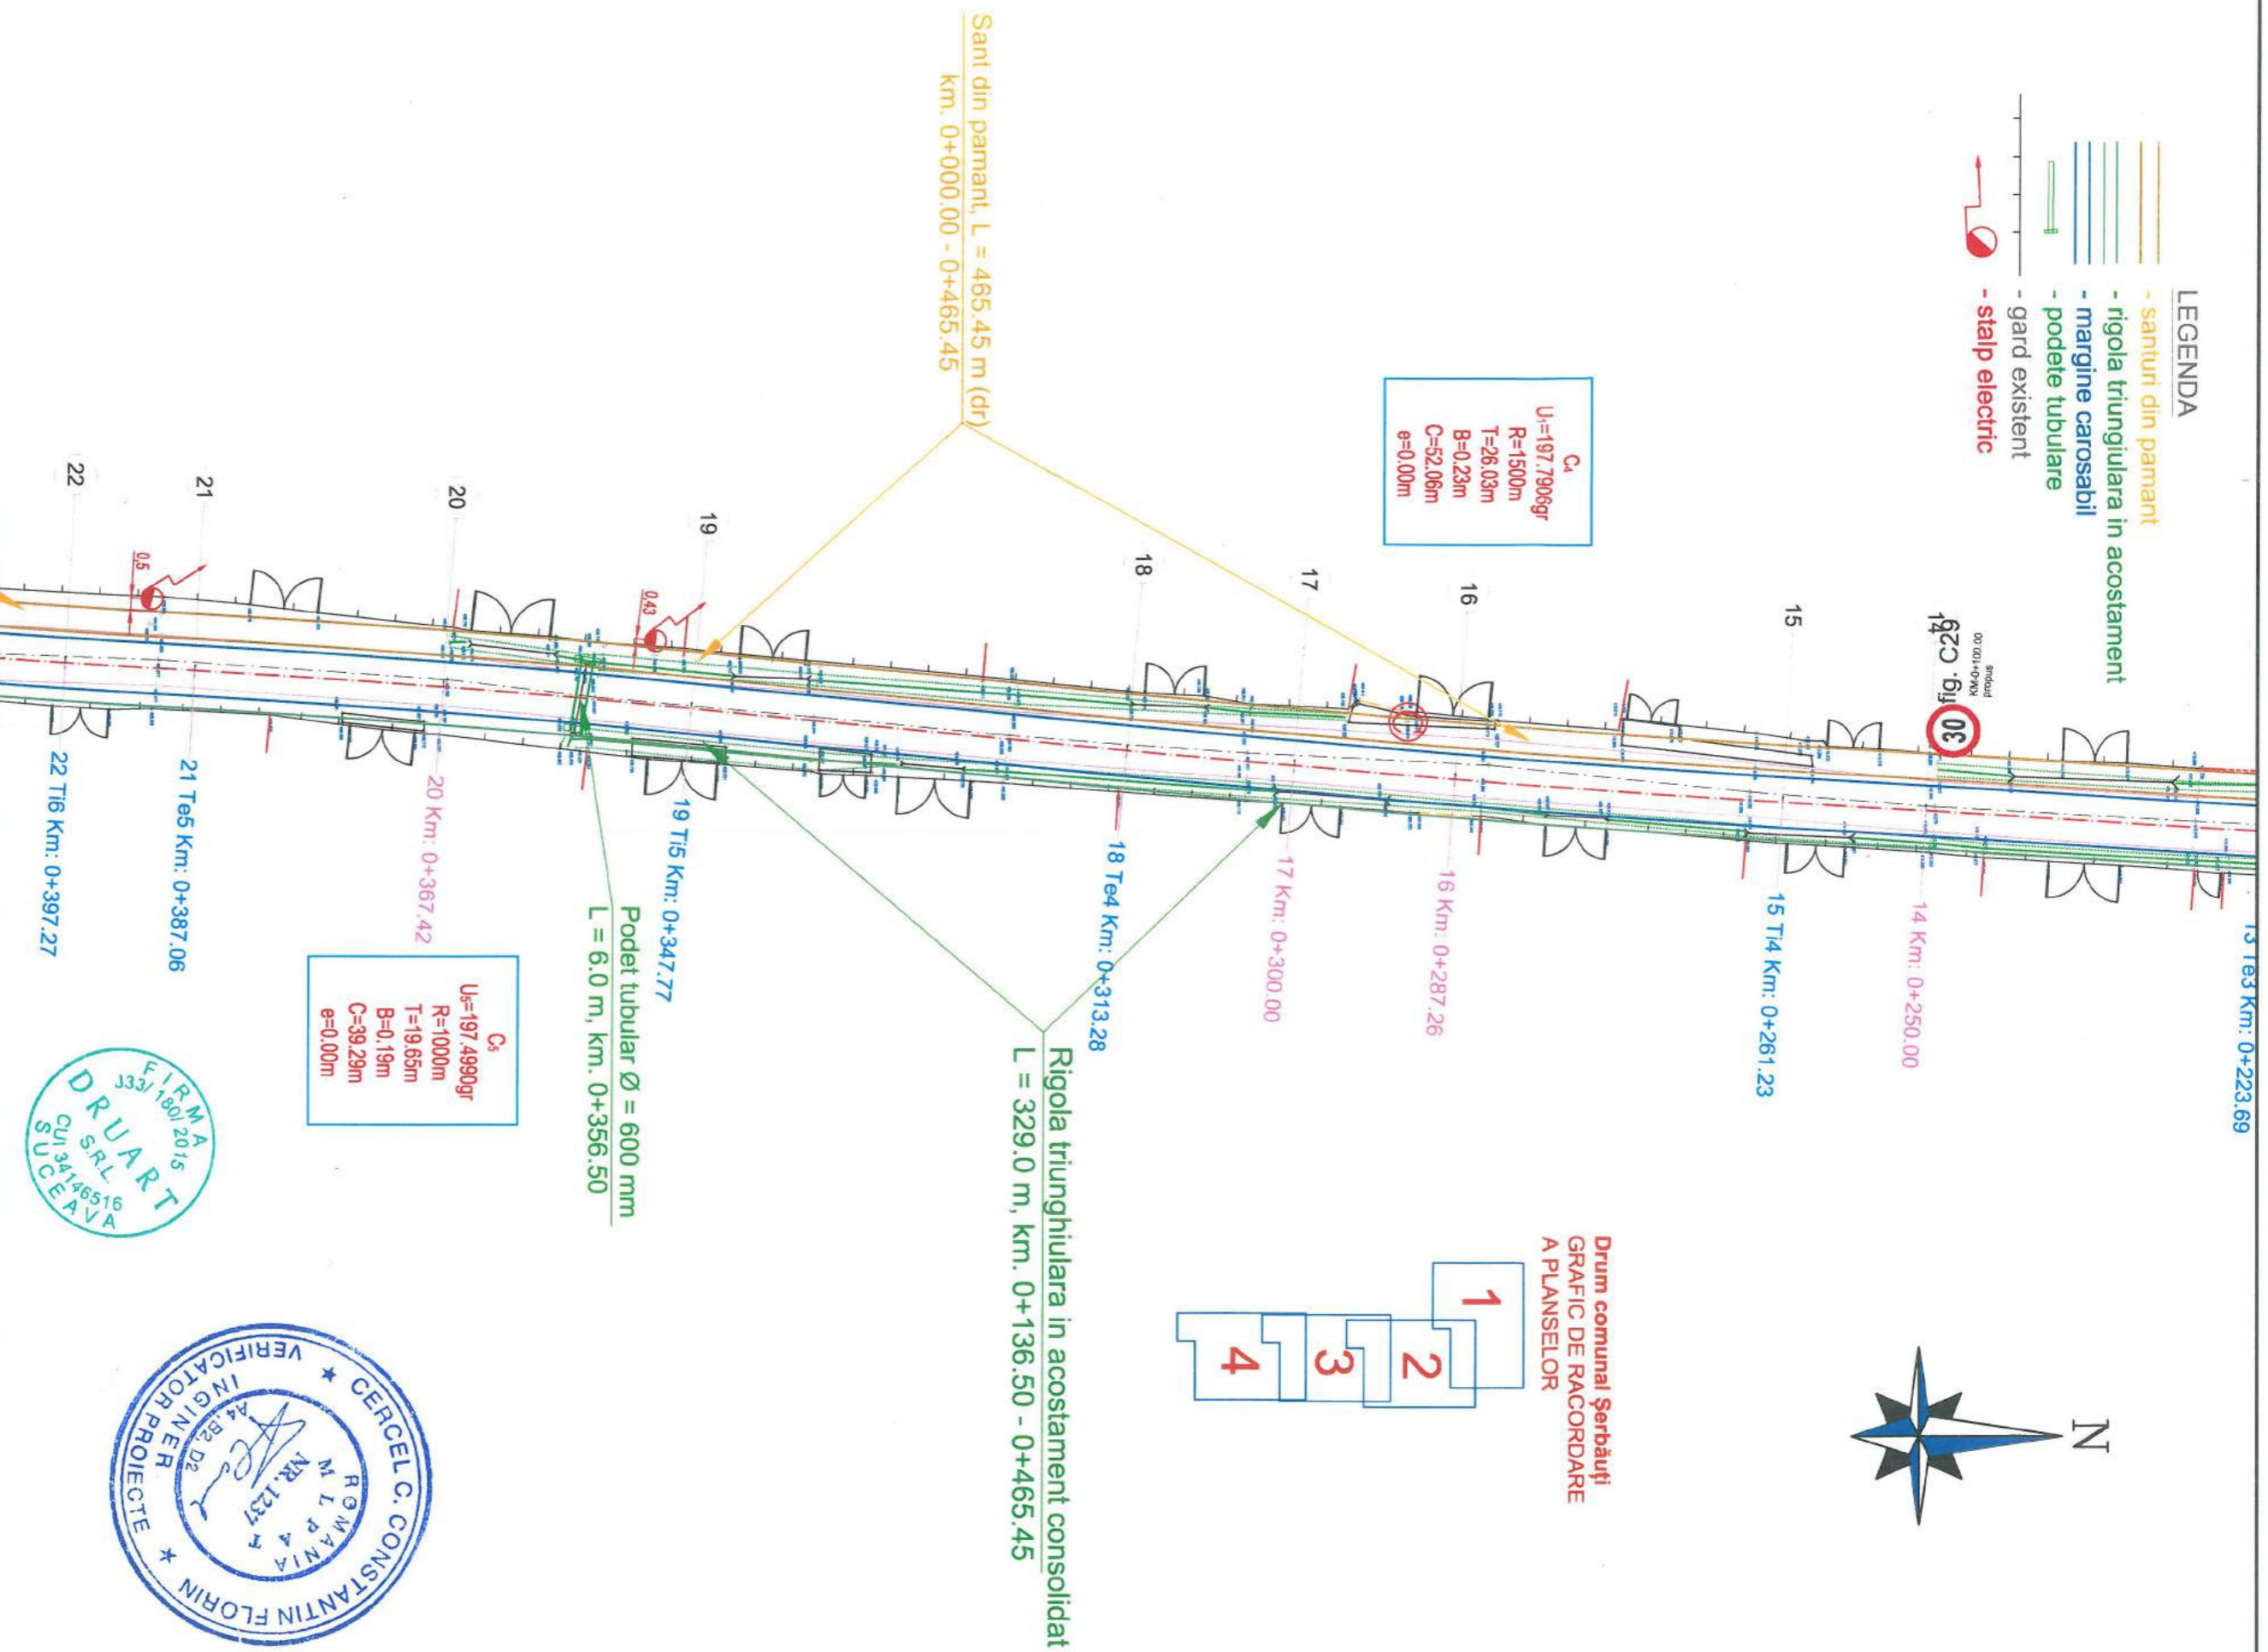 LEGENDA
- santuri din pamant
- rigola triungiulara in acostament
- margine carosabil
- podete tubulare
- gard existent
- stalp electric
Sant din pamant, L = 465.45 m (dr)
km. 0+000.00 - 0+465.45
C₄
U₁=197.7906gr
R=1500m
T=26.03m
B=0.23m
C=52.06m
e=0.00m
KM-0+100.00
propus
30
fig. C29
14
15
16
17
18
19
20
21
22
0,43
0,5
13 Te3 Km: 0+223.69
14 Km: 0+250.00
15 Ti4 Km: 0+261.23
16 Km: 0+287.26
17 Km: 0+300.00
18 Te4 Km: 0+313.28
19 Ti5 Km: 0+347.77
20 Km: 0+367.42
21 Te5 Km: 0+387.06
22 Ti6 Km: 0+397.27
Rigola triunghiulara in acostament consolidat
L = 329.0 m, km. 0+136.50 - 0+465.45
Podet tubular Ø = 600 mm
L = 6.0 m, km. 0+356.50
C₅
U₅=197.4990gr
R=1000m
T=19.65m
B=0.19m
C=39.29m
e=0.00m
N
Drum comunal Şerbăuţi
GRAFIC DE RACORDARE
A PLANSELOR
1
2
3
4
FIRMA
J33/180/2015
DRUART
S.R.L.
CUI 34146516
SUCEAVA
CERCEL C. CONSTANTIN FLORIN
ROMANIA
M L P A T
NR. 1237
A4, B2, D2
INGINER
VERIFICATOR PROIECTE